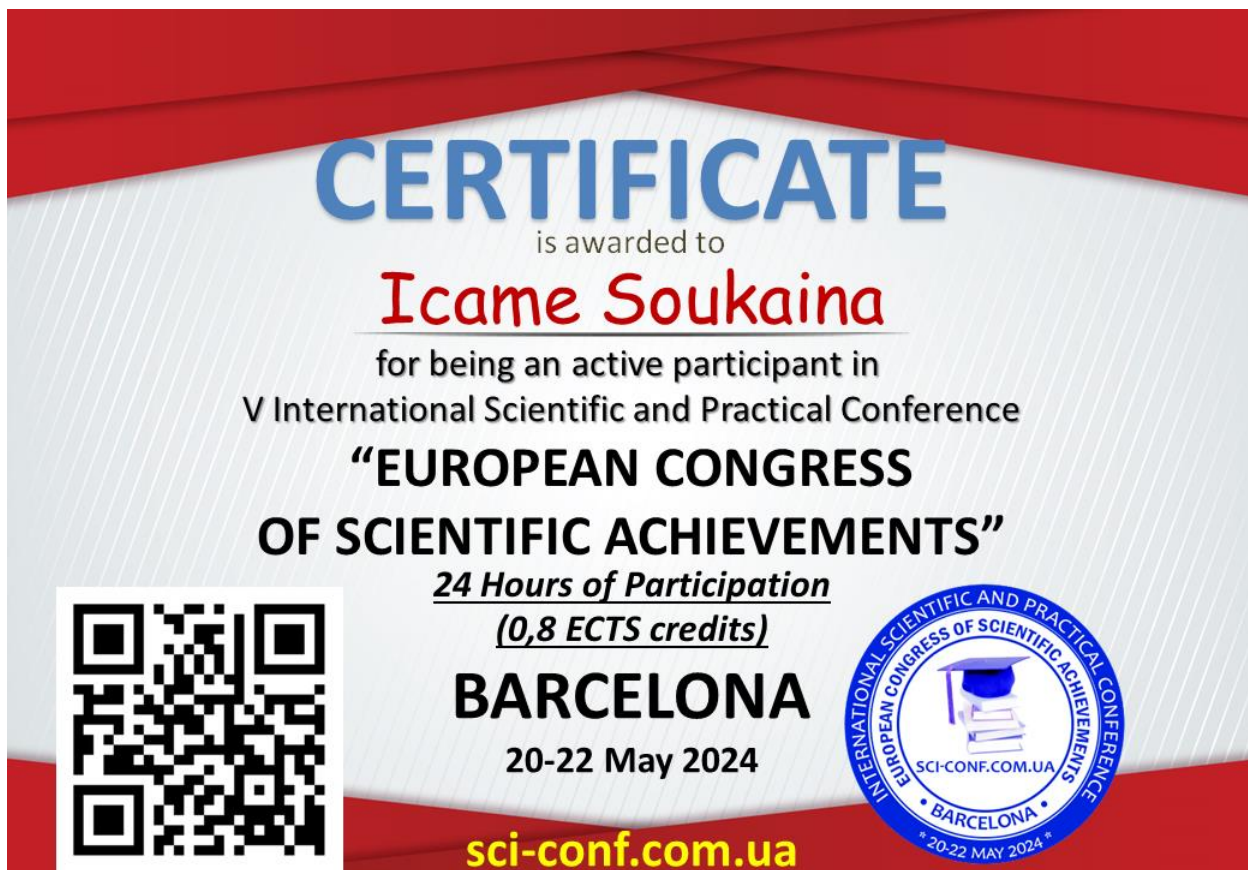 CERTIFICATE
is awarded to
Icame Soukaina
for being an active participant in
V International Scientific and Practical Conference
“EUROPEAN CONGRESS
OF SCIENTIFIC ACHIEVEMENTS”
24 Hours of Participation
(0,8 ECTS credits)
BARCELONA
20-22 May 2024
sci-conf.com.ua
INTERNATIONAL SCIENTIFIC AND PRACTICAL CONFERENCE
EUROPEAN CONGRESS OF SCIENTIFIC ACHIEVEMENTS
SCI-CONF.COM.UA
• BARCELONA •
* 20-22 MAY 2024 *